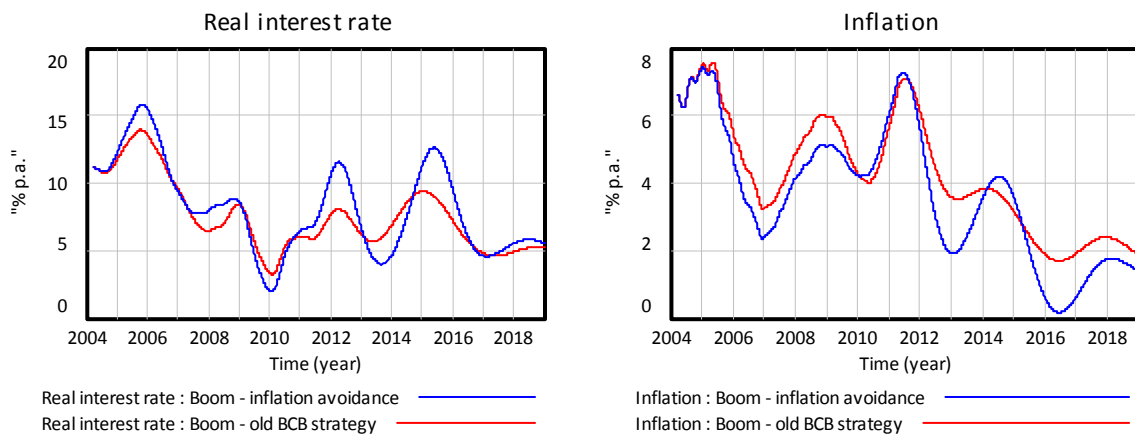 Real interest rate
20
15
10
5
0
"% p.a."
2004 2006 2008 2010 2012 2014 2016 2018
Time (year)
Real interest rate : Boom - inflation avoidance
Real interest rate : Boom - old BCB strategy
Inflation
8
6
4
2
0
"% p.a."
2004 2006 2008 2010 2012 2014 2016 2018
Time (year)
Inflation : Boom - inflation avoidance
Inflation : Boom - old BCB strategy